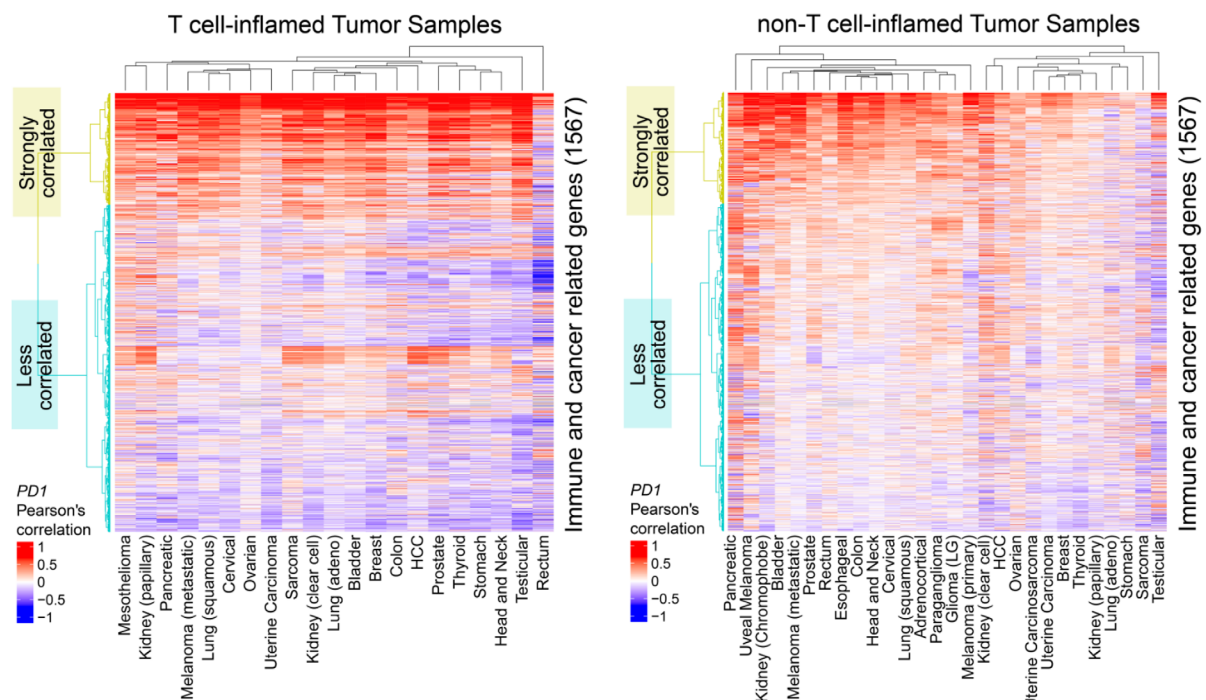 T cell-inflamed Tumor Samples
Strongly
correlated
Less
correlated
PD1
Pearson's
correlation
1
0.5
0
−0.5
−1
Immune and cancer related genes (1567)
Mesothelioma
Kidney (papillary)
Pancreatic
Melanoma (metastatic)
Lung (squamous)
Cervical
Ovarian
Uterine Carcinoma
Sarcoma
Kidney (clear cell)
Lung (adeno)
Bladder
Breast
Colon
HCC
Prostate
Thyroid
Stomach
Head and Neck
Testicular
Rectum
non-T cell-inflamed Tumor Samples
Strongly
correlated
Less
correlated
PD1
Pearson's
correlation
1
0.5
0
−0.5
−1
Immune and cancer related genes (1567)
Pancreatic
Uveal Melanoma
Kidney (Chromophobe)
Bladder
Melanoma (metastatic)
Prostate
Rectum
Esophageal
Colon
Head and Neck
Cervical
Lung (squamous)
Adrenocortical
Paraganglioma
Glioma (LG)
Melanoma (primary)
Kidney (clear cell)
HCC
Ovarian
Uterine Carcinosarcoma
Uterine Carcinoma
Breast
Thyroid
Kidney (papillary)
Lung (adeno)
Stomach
Sarcoma
Testicular